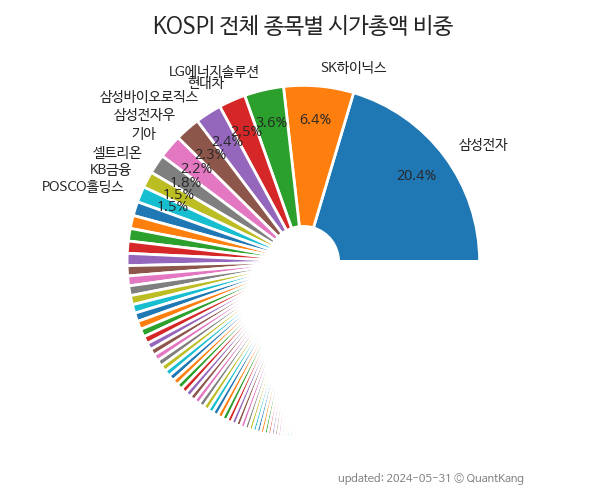 KOSPI 전체 종목별 시가총액 비중
SK하이닉스
LG에너지솔루션
현대차
삼성바이오로직스
삼성전자우
기아
셀트리온
KB금융
POSCO홀딩스
삼성전자
20.4%
6.4%
3.6%
2.5%
2.4%
2.3%
2.2%
1.8%
1.5%
1.5%
updated: 2024-05-31 © QuantKang